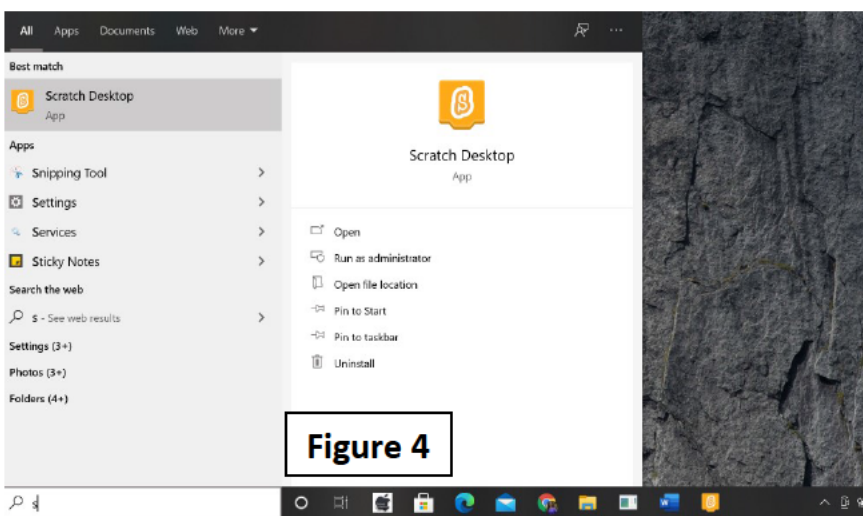 All Apps Documents Web More
Best match
Scratch Desktop
App
Apps
Snipping Tool
Settings
Services
Sticky Notes
Search the web
s - See web results
Settings (3+)
Photos (3+)
Folders (4+)
Scratch Desktop
App
Open
Run as administrator
Open file location
Pin to Start
Pin to taskbar
Uninstall
Figure 4
s